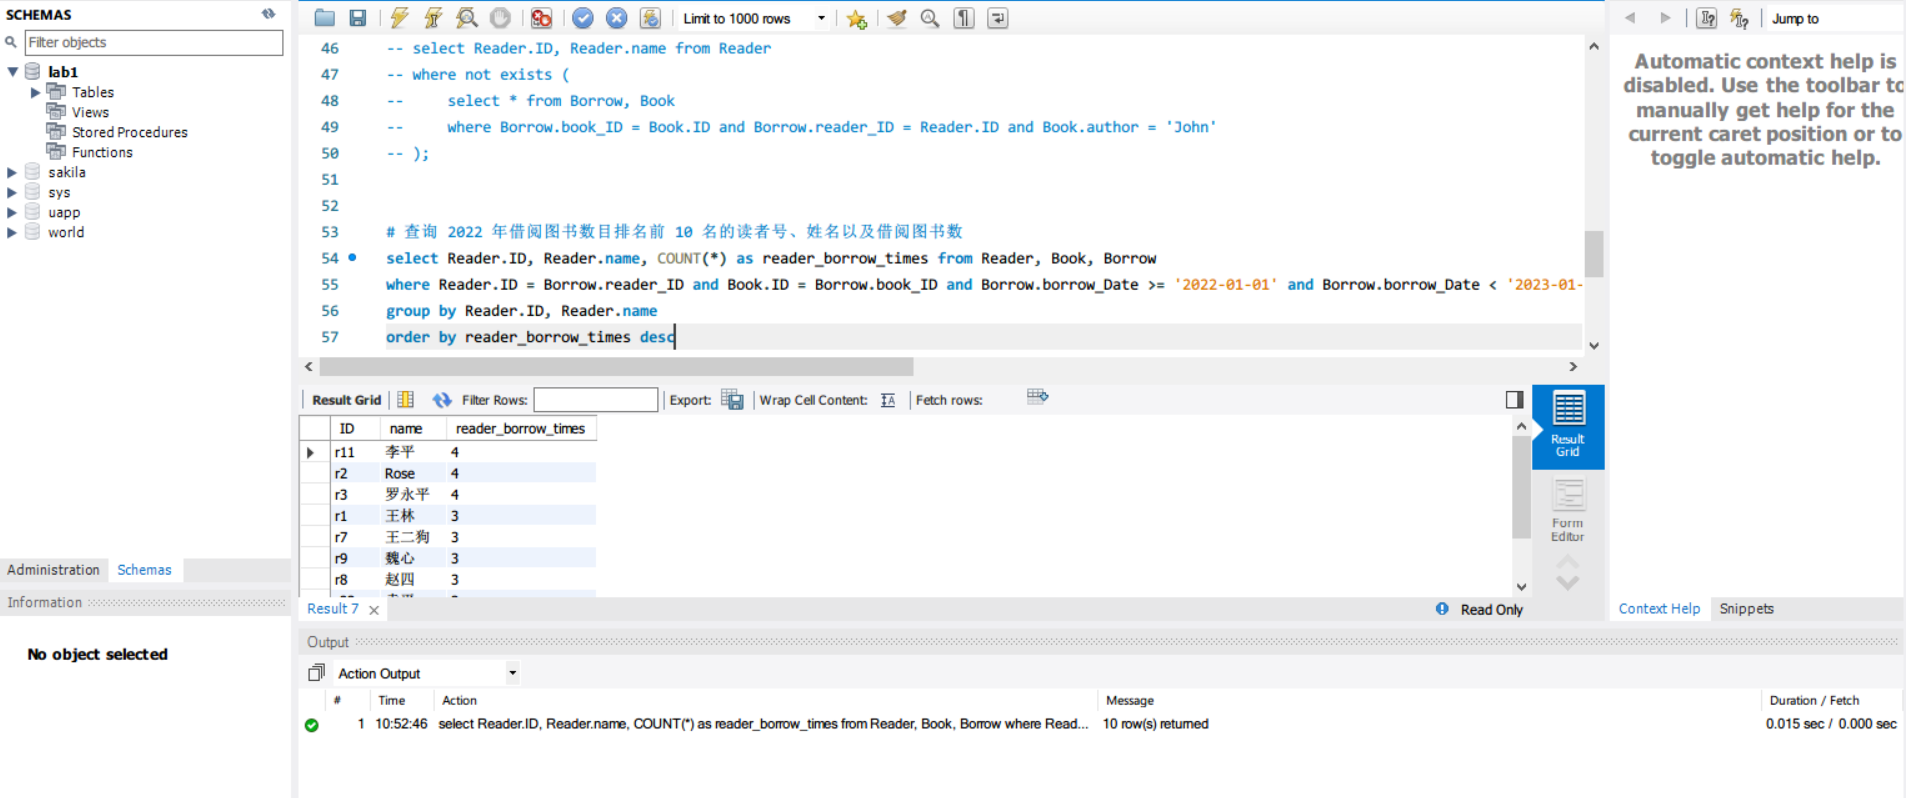 SCHEMAS
Filter objects
lab1
Tables
Views
Stored Procedures
Functions
sakila
sys
uapp
world
Administration Schemas
Information
No object selected
Limit to 1000 rows
46 -- select Reader.ID, Reader.name from Reader
47 -- where not exists (
48 -- select * from Borrow, Book
49 -- where Borrow.book_ID = Book.ID and Borrow.reader_ID = Reader.ID and Book.author = 'John'
50 -- );
51
52
53 # 查询 2022 年借阅图书数目排名前 10 名的读者号、姓名以及借阅图书数
54 select Reader.ID, Reader.name, COUNT(*) as reader_borrow_times from Reader, Book, Borrow
55 where Reader.ID = Borrow.reader_ID and Book.ID = Borrow.book_ID and Borrow.borrow_Date >= '2022-01-01' and Borrow.borrow_Date < '2023-01-
56 group by Reader.ID, Reader.name
57 order by reader_borrow_times desc
Result Grid Filter Rows: Export: Wrap Cell Content: Fetch rows:
ID name reader_borrow_times
r11 李平 4
r2 Rose 4
r3 罗永平 4
r1 王林 3
r7 王二狗 3
r9 魏心 3
r8 赵四 3
Result Grid
Form Editor
Result 7
Read Only
Output
Action Output
# Time Action Message Duration / Fetch
1 10:52:46 select Reader.ID, Reader.name, COUNT(*) as reader_borrow_times from Reader, Book, Borrow where Read... 10 row(s) returned 0.015 sec / 0.000 sec
Jump to
Automatic context help is
disabled. Use the toolbar to
manually get help for the
current caret position or to
toggle automatic help.
Context Help Snippets